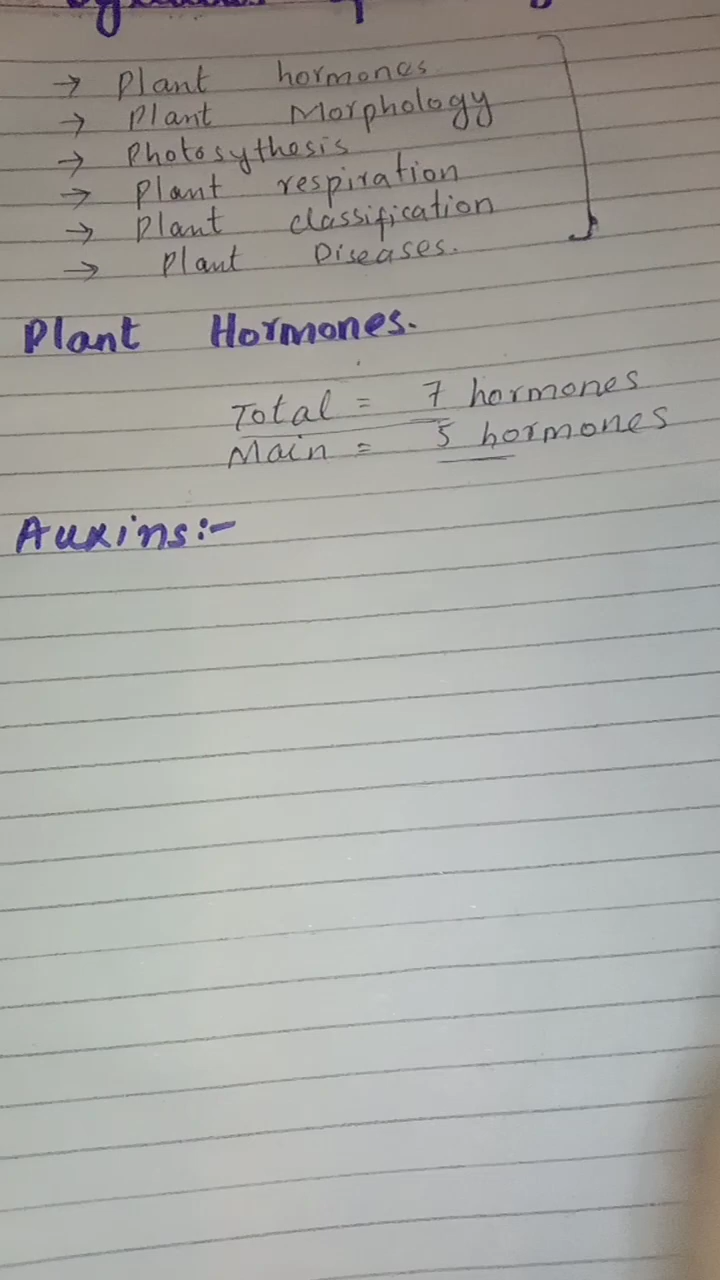 → Plant hormones
→ Plant Morphology
→ Photosythesis
→ Plant respiration
→ Plant classification
→ Plant Diseases.
Plant Hormones.
Total = 7 hormones
Main = 5 hormones
Auxins:-